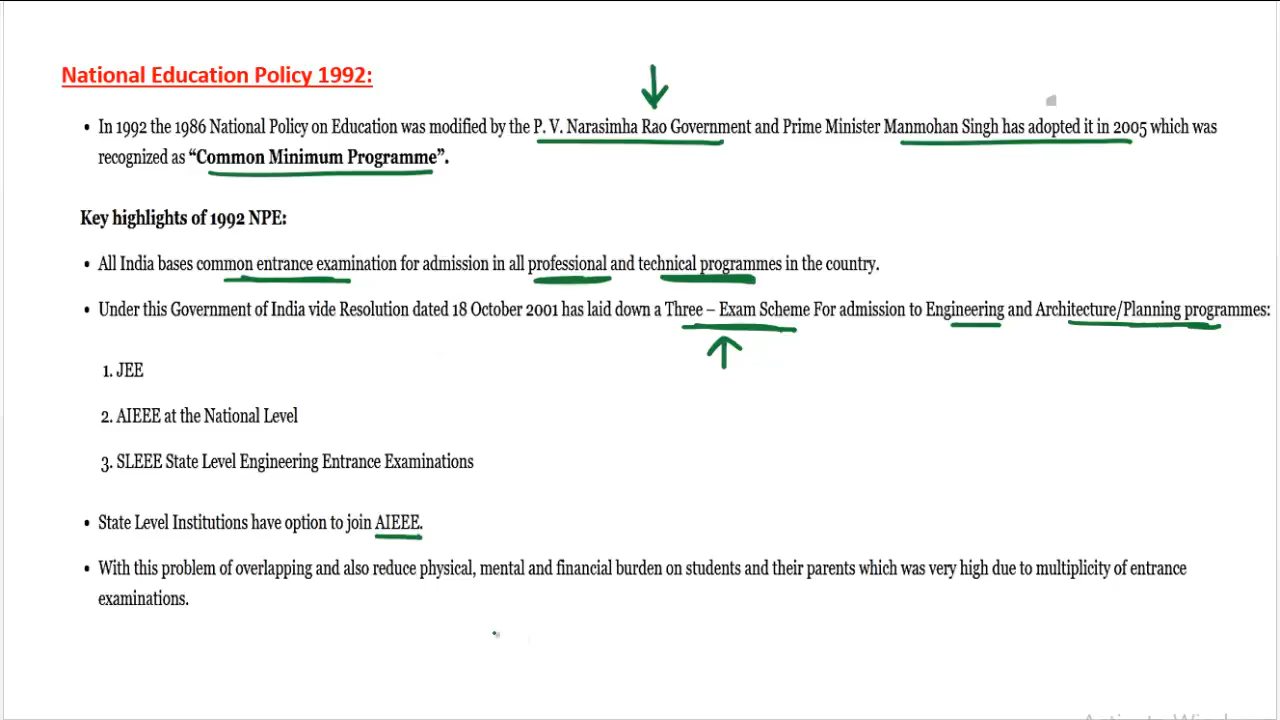 National Education Policy 1992:
• In 1992 the 1986 National Policy on Education was modified by the P. V. Narasimha Rao Government and Prime Minister Manmohan Singh has adopted it in 2005 which was
recognized as “Common Minimum Programme”.
Key highlights of 1992 NPE:
• All India bases common entrance examination for admission in all professional and technical programmes in the country.
• Under this Government of India vide Resolution dated 18 October 2001 has laid down a Three – Exam Scheme For admission to Engineering and Architecture/Planning programmes:
1. JEE
2. AIEEE at the National Level
3. SLEEE State Level Engineering Entrance Examinations
• State Level Institutions have option to join AIEEE.
• With this problem of overlapping and also reduce physical, mental and financial burden on students and their parents which was very high due to multiplicity of entrance
examinations.